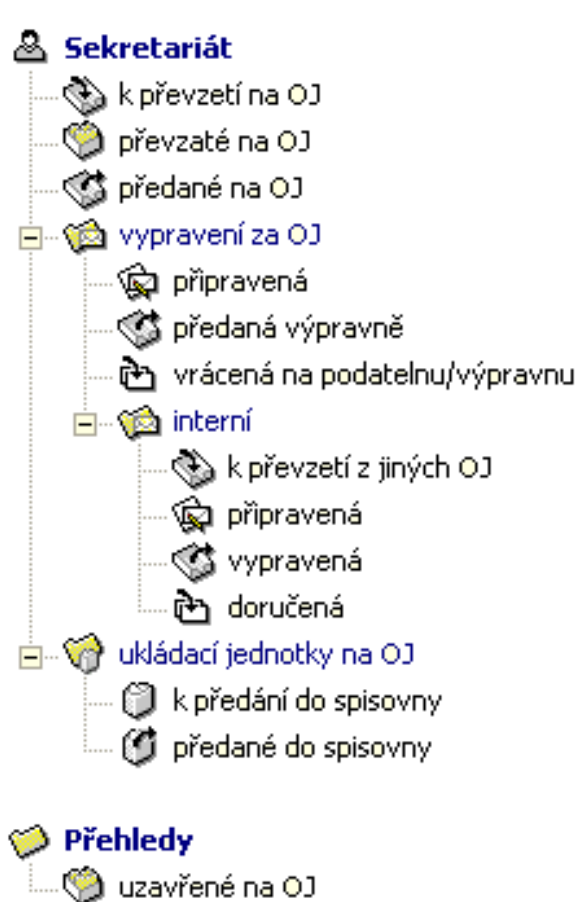 Sekretariát
k převzetí na OJ
převzaté na OJ
předané na OJ
vypravení za OJ
připravená
předaná výpravně
vrácená na podatelnu/výpravnu
interní
k převzetí z jiných OJ
připravená
vypravená
doručená
ukládací jednotky na OJ
k předání do spisovny
předané do spisovny
Přehledy
uzavřené na OJ